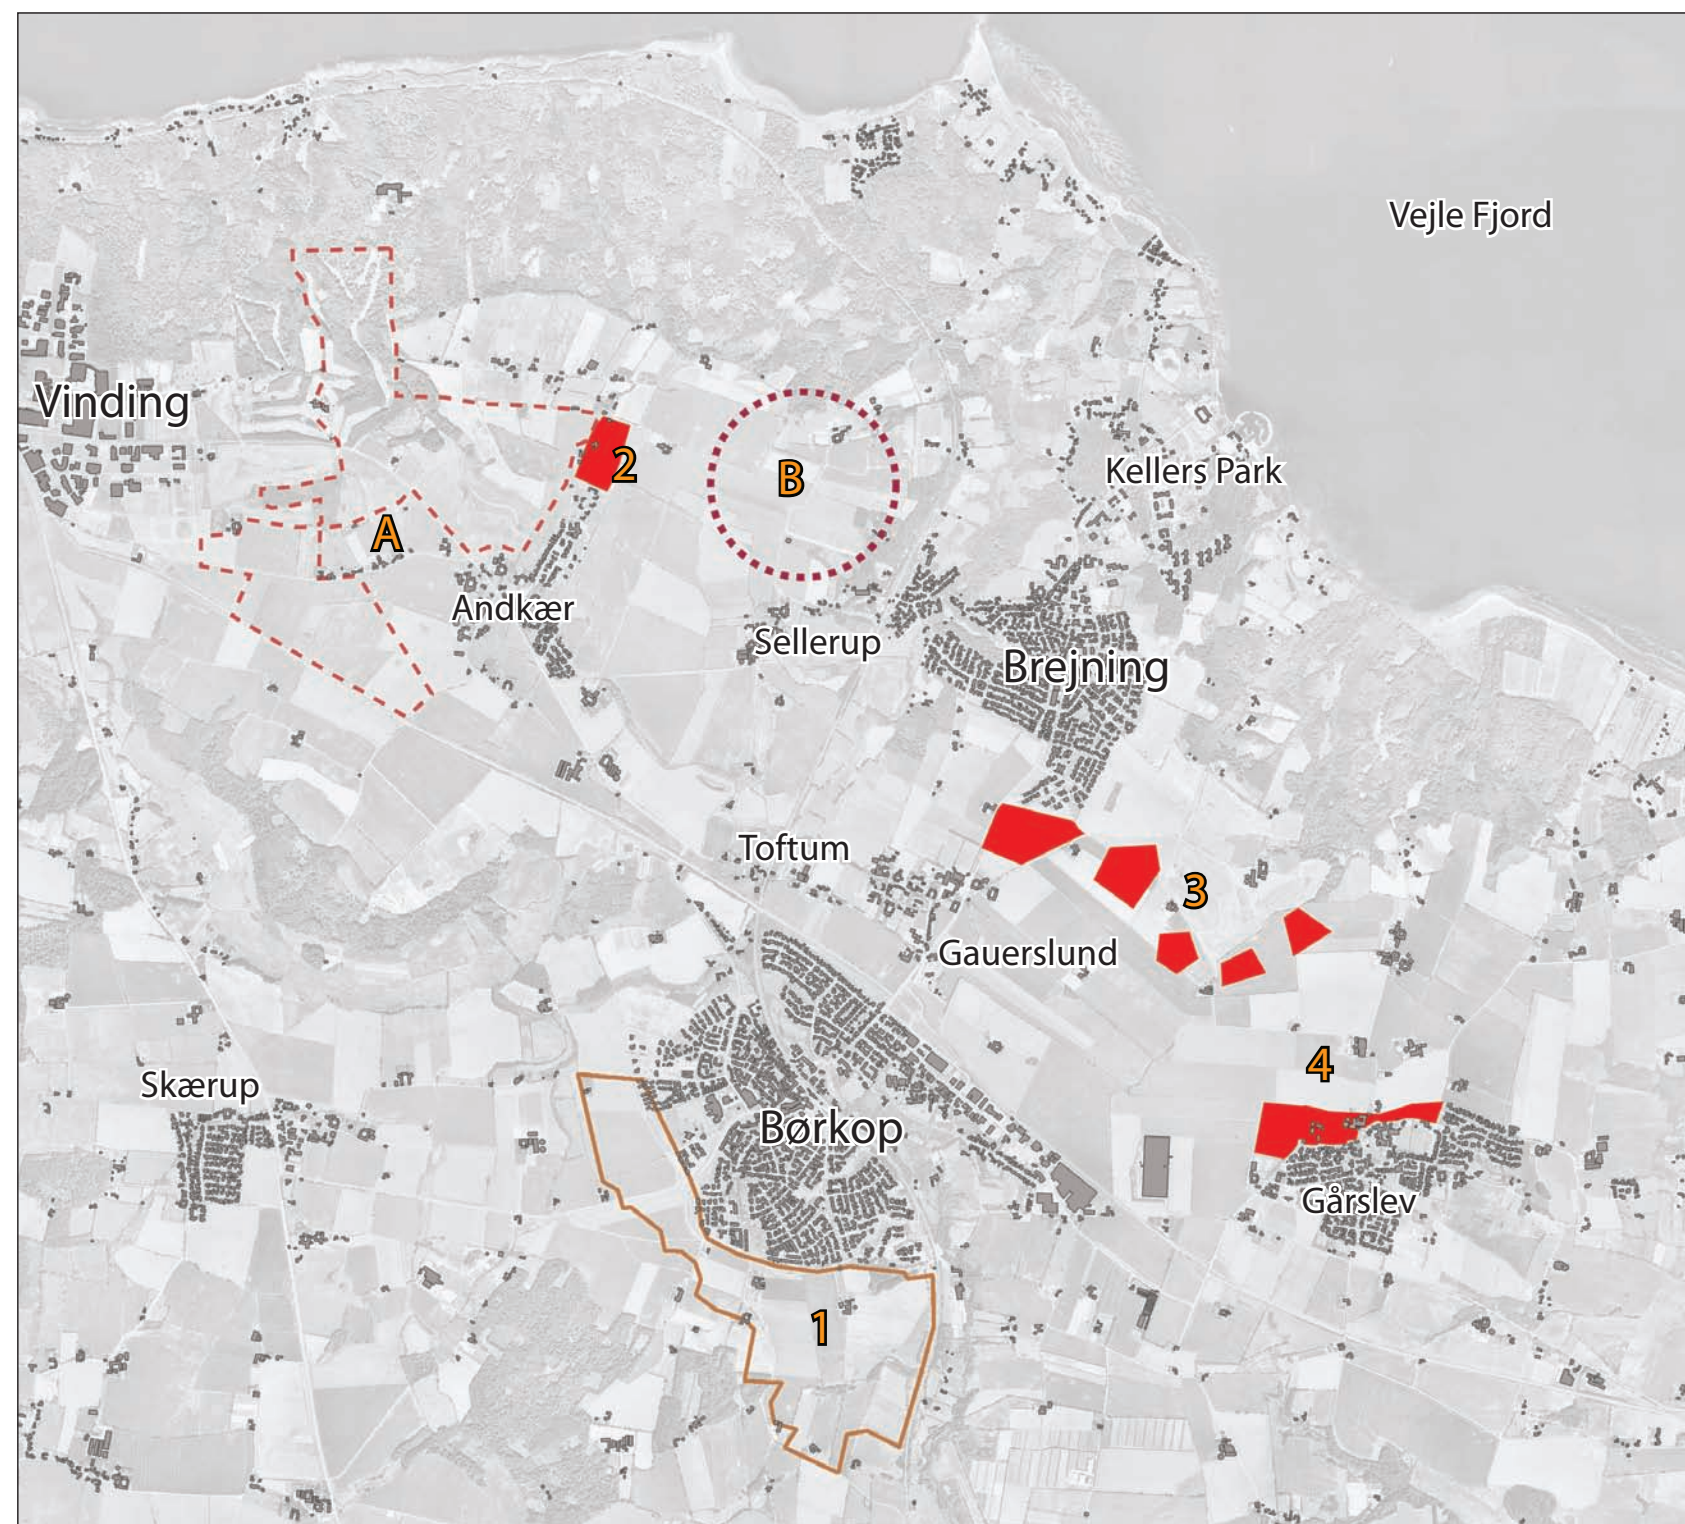 Vejle Fjord
Vinding
2
B
Kellers Park
A
Andkær
Sellerup
Brejning
Toftum
3
Gauerslund
4
Skærup
Børkop
Gårslev
1